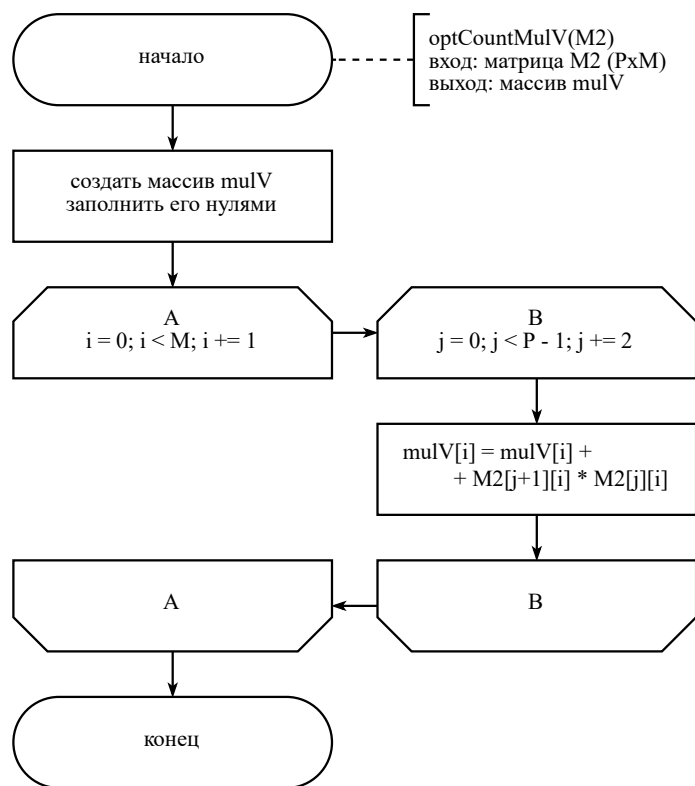 начало
optCountMulV(M2)
вход: матрица M2 (PxM)
выход: массив mulV
создать массив mulV
заполнить его нулями
A
i = 0; i < M; i += 1
B
j = 0; j < P - 1; j += 2
mulV[i] = mulV[i] +
+ M2[j+1][i] * M2[j][i]
A
B
конец